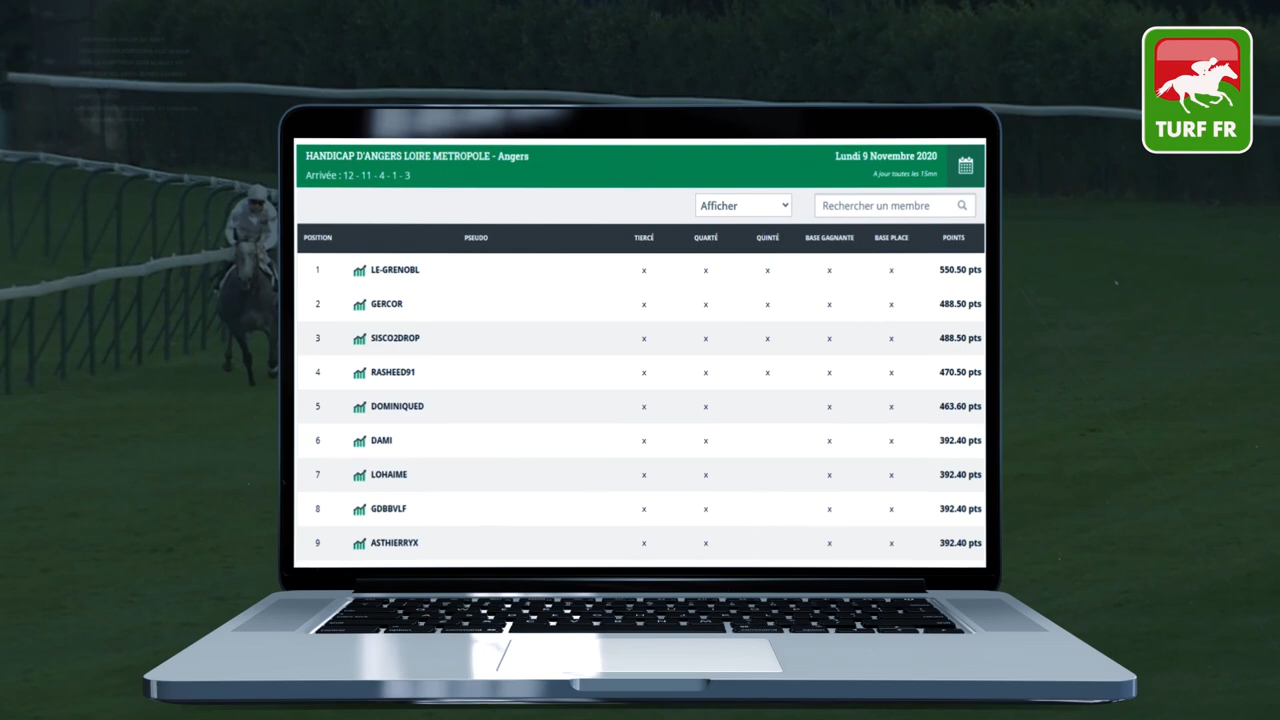 TURF FR
HANDICAP D'ANGERS LOIRE METROPOLE - Angers
Lundi 9 Novembre 2020
Arrivée : 12 - 11 - 4 - 1 - 3
A jour toutes les 15mn
Afficher
Rechercher un membre
POSITION PSEUDO TIERCÉ QUARTÉ QUINTÉ BASE GAGNANTE BASE PLACE POINTS
1 LE-GRENOBL x x x x x 550.50 pts
2 GERCOR x x x x x 488.50 pts
3 SISCO2DROP x x x x x 488.50 pts
4 RASHEED91 x x x x x 470.50 pts
5 DOMINIQUED x x x x 463.60 pts
6 DAMI x x x x 392.40 pts
7 LOHAIME x x x x 392.40 pts
8 GDBBVLF x x x x 392.40 pts
9 ASTHIERRYX x x x x 392.40 pts